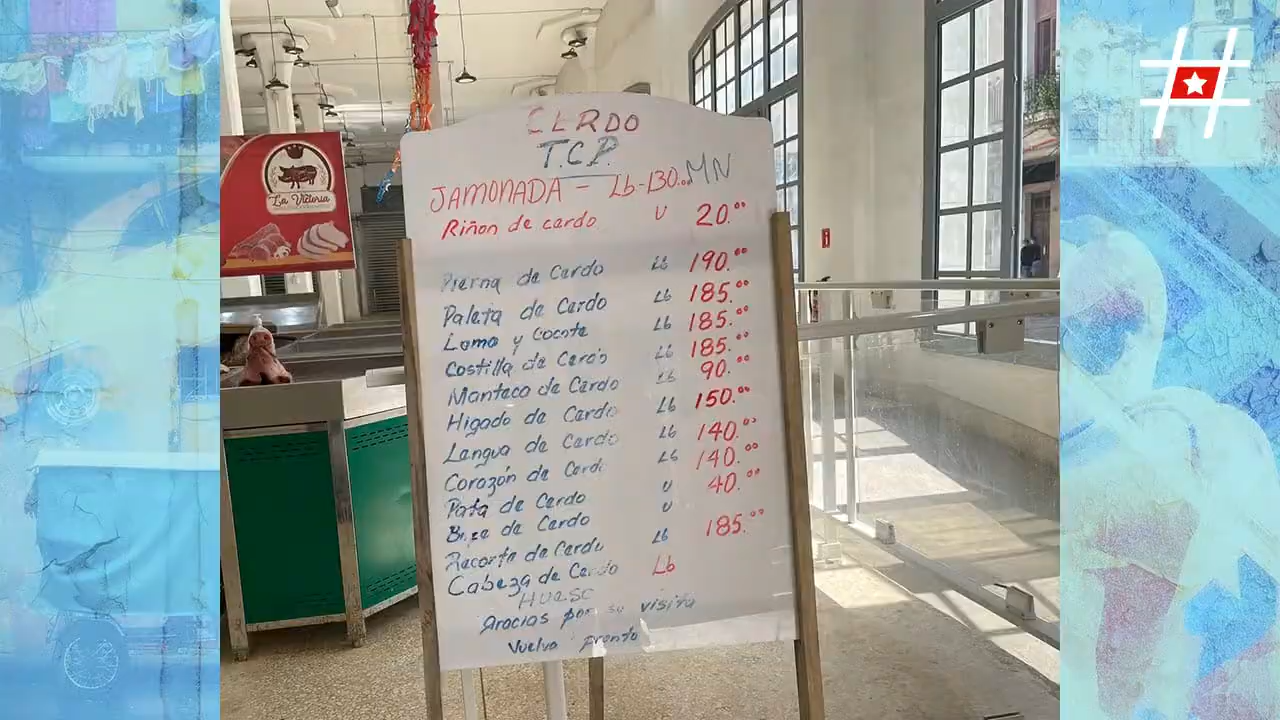 La Victoria
CERDO
T.C.P.
JAMONADA - Lb-130.00 MN
Riñon de cerdo U 20.00
Pierna de Cerdo Lb 190.00
Paleta de Cerdo Lb 185.00
Lomo y Cocote Lb 185.00
Costilla de Cerdo Lb 185.00
Manteca de Cerdo Lb 90.00
Higado de Cerdo Lb 150.00
Lengua de Cerdo Lb 140.00
Corazón de Cerdo Lb 140.00
Pata de Cerdo U 40.00
de Cerdo U
Recorte de Cerdo Lb 185.00
Cabeza de Cerdo Lb
HUESO
Gracias por su visita
Vuelva pronto